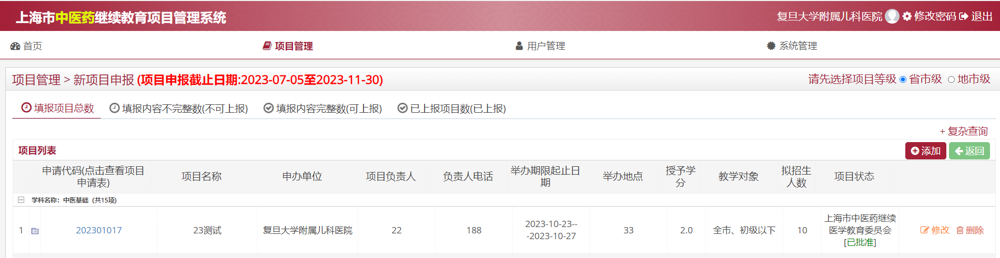 上海市中医药继续教育项目管理系统
复旦大学附属儿科医院 修改密码 退出
首页 项目管理 用户管理 系统管理
项目管理 > 新项目申报 (项目申报截止日期:2023-07-05至2023-11-30)
请先选择项目等级 省市级 地市级
填报项目总数 填报内容不完整数(不可上报) 填报内容完整数(可上报) 已上报项目数(已上报)
+ 复杂查询
项目列表
添加 返回
申请代码(点击查看项目
申请表)
项目名称
申办单位
项目负责人
负责人电话
举办期限起止日
期
举办地点
授予学
分
教学对象
拟招生
人数
项目状态
学科名称：中医基础（共15项）
1
202301017
23测试
复旦大学附属儿科医院
22
188
2023-10-23--
-2023-10-27
33
2.0
全市、初级以下
10
上海市中医药继续
医学教育委员会
[已批准]
修改 删除